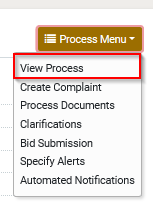 Process Menu
View Process
Create Complaint
Process Documents
Clarifications
Bid Submission
Specify Alerts
Automated Notifications